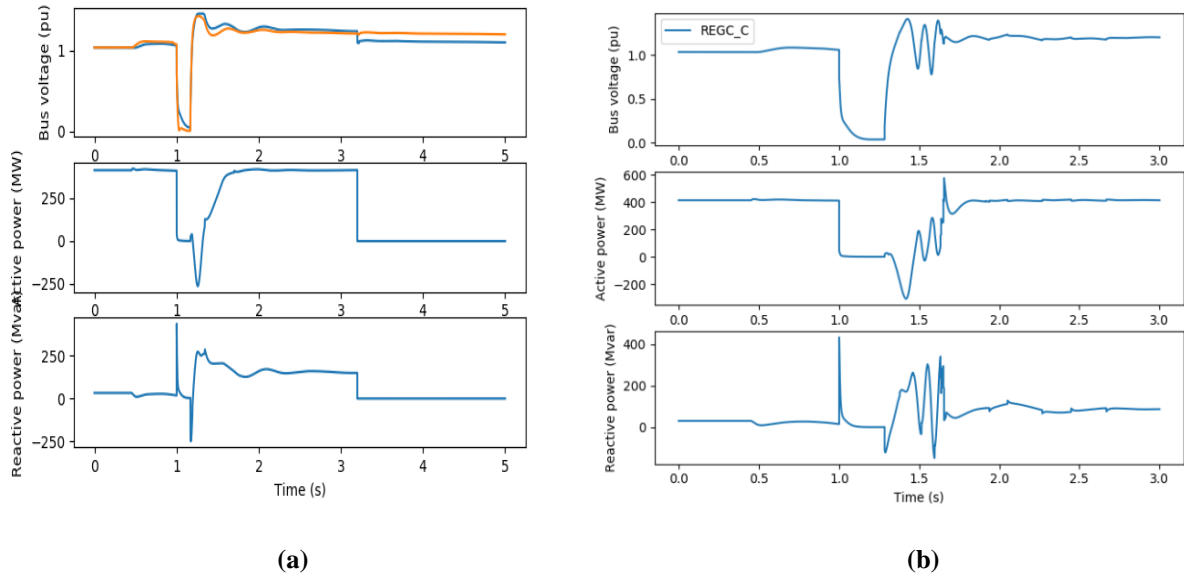 Bus voltage (pu)
1
0
0 1 2 3 4 5
Active power (MW)
250
0
−250
0 1 2 3 4 5
Reactive power (Mvar)
250
0
−250
0 1 2 3 4 5
Time (s)
(a)
REGC_C
Bus voltage (pu)
1.0
0.5
0.0
0.0 0.5 1.0 1.5 2.0 2.5 3.0
Active power (MW)
600
400
200
0
−200
0.0 0.5 1.0 1.5 2.0 2.5 3.0
Reactive power (Mvar)
400
200
0
0.0 0.5 1.0 1.5 2.0 2.5 3.0
Time (s)
(b)